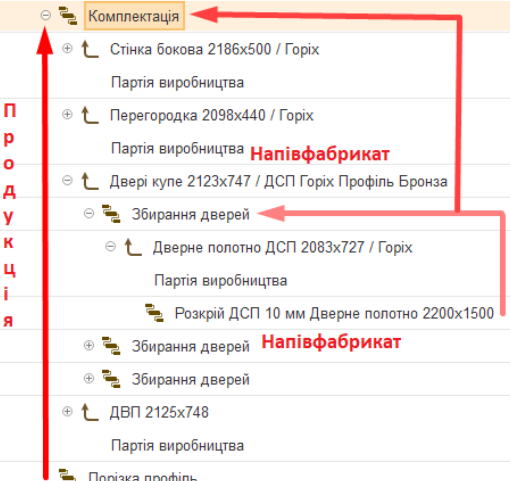 Комплектація
Стінка бокова 2186х500 / Горіх
Партія виробництва
Перегородка 2098х440 / Горіх
Партія виробництва
Напівфабрикат
Двері купе 2123х747 / ДСП Горіх Профіль Бронза
Збирання дверей
Дверне полотно ДСП 2083х727 / Горіх
Партія виробництва
Розкрій ДСП 10 мм Дверне полотно 2200х1500
Збирання дверей
Напівфабрикат
Збирання дверей
ДВП 2125х748
Партія виробництва
Порізка профіль
Продукція